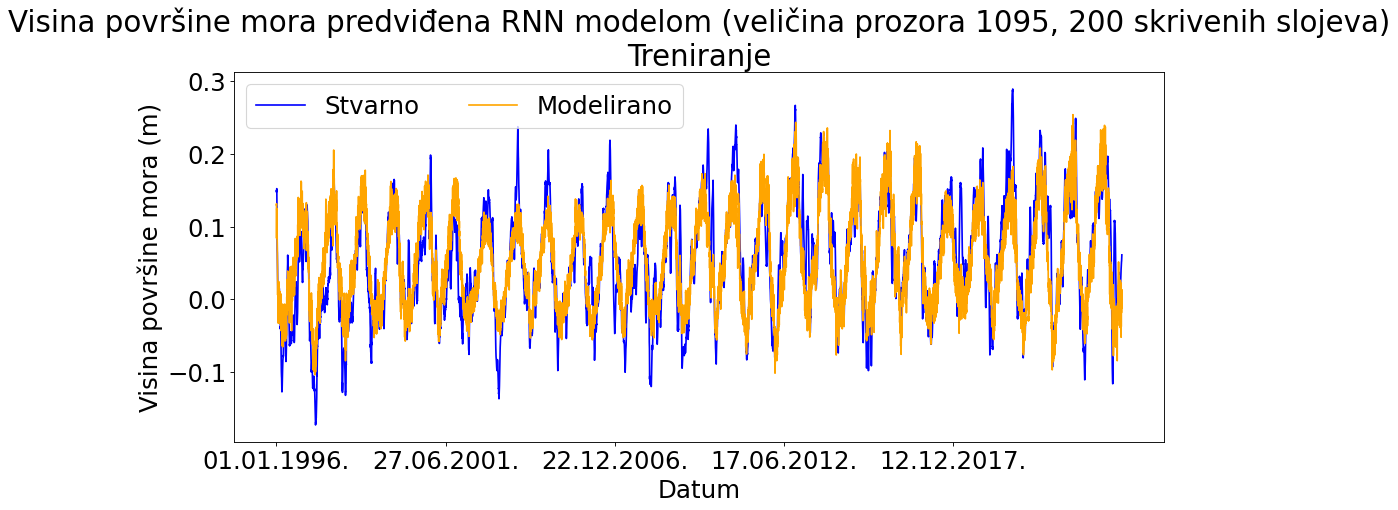 Visina površine mora predviđena RNN modelom (veličina prozora 1095, 200 skrivenih slojeva)
Treniranje
Stvarno
Modelirano
Visina površine mora (m)
0.3
0.2
0.1
0.0
−0.1
01.01.1996.
27.06.2001.
22.12.2006.
17.06.2012.
12.12.2017.
Datum